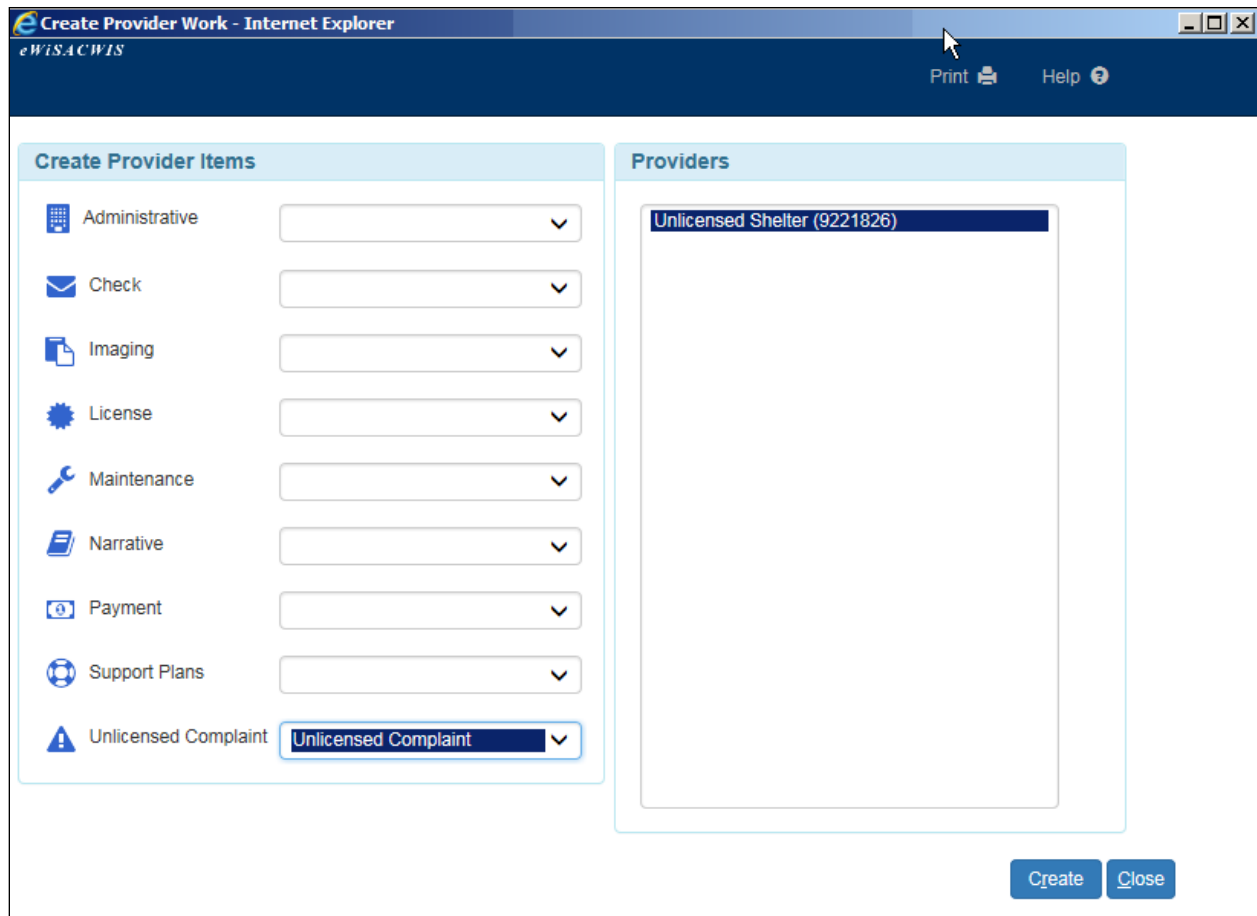 Create Provider Work - Internet Explorer
eWiSACWIS
Print Help
Create Provider Items
Administrative
Check
Imaging
License
Maintenance
Narrative
Payment
Support Plans
Unlicensed Complaint Unlicensed Complaint
Providers
Unlicensed Shelter (9221826)
Create Close